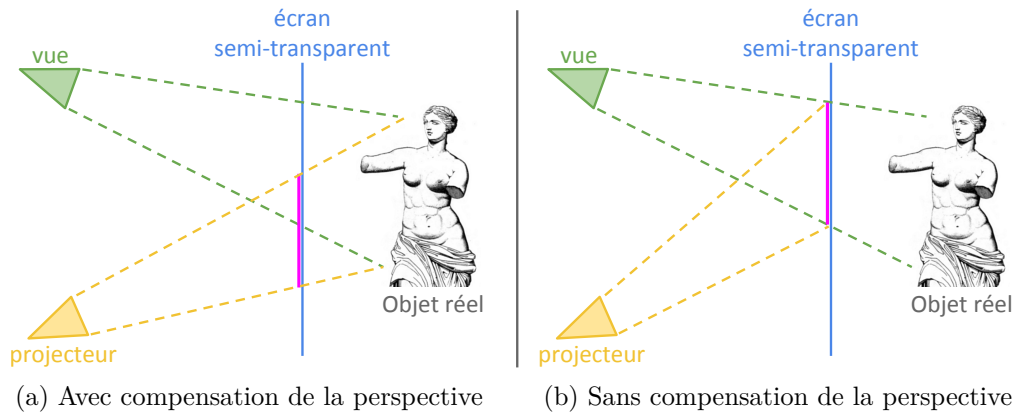 écran
semi-transparent
vue
Objet réel
projecteur
(a) Avec compensation de la perspective
écran
semi-transparent
vue
Objet réel
projecteur
(b) Sans compensation de la perspective